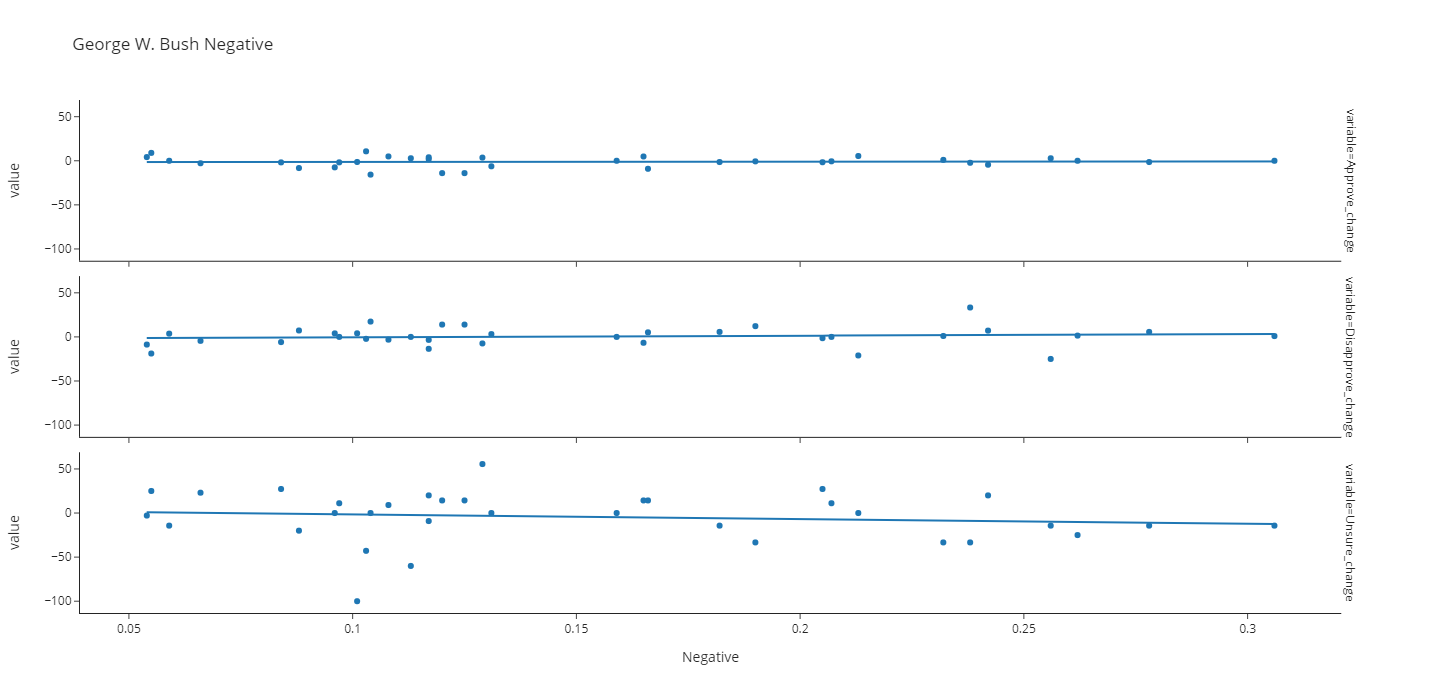 George W. Bush Negative
50
0
−50
−100
value
variable=Approve_change
50
0
−50
−100
value
variable=Disapprove_change
50
0
−50
−100
value
variable=Unsure_change
0.05 0.1 0.15 0.2 0.25 0.3
Negative